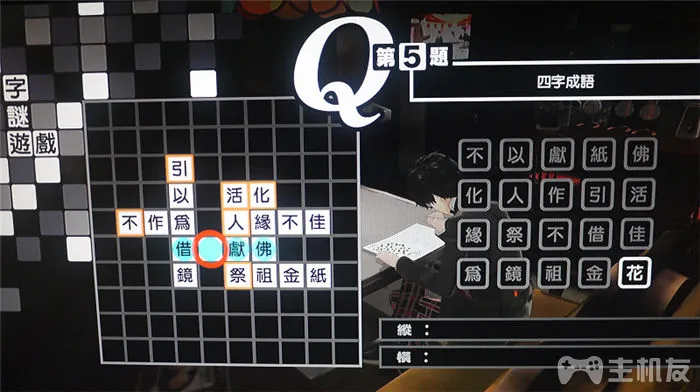 Q
第5題
四字成語
字
謎
遊戲
引
以 活化
不作爲 人緣不佳
借 獻佛
鏡 祭祖金紙
不以獻紙佛
化人作引活
緣祭不借佳
爲鏡祖金花
縱：
橫：
主机友